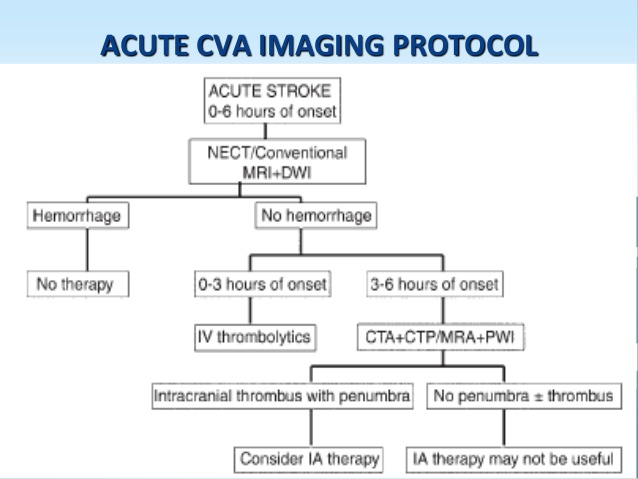 ACUTE CVA IMAGING PROTOCOL
ACUTE STROKE
0-6 hours of onset
NECT/Conventional
MRI+DWI
Hemorrhage
No hemorrhage
No therapy
0-3 hours of onset
3-6 hours of onset
IV thrombolytics
CTA+CTP/MRA+PWI
Intracranial thrombus with penumbra
No penumbra ± thrombus
Consider IA therapy
IA therapy may not be useful